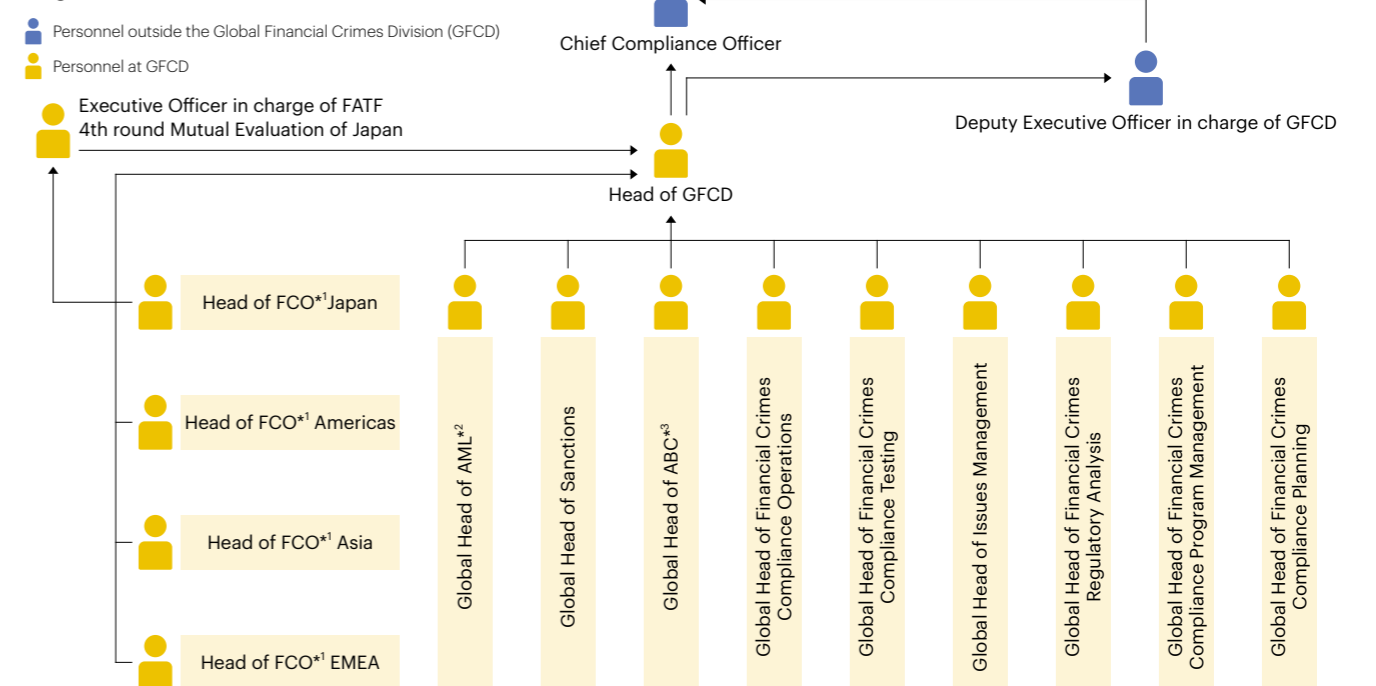 Personnel outside the Global Financial Crimes Division (GFCD)
Personnel at GFCD
Chief Compliance Officer
Executive Officer in charge of FATF
4th round Mutual Evaluation of Japan
Deputy Executive Officer in charge of GFCD
Head of GFCD
Head of FCO*¹Japan
Head of FCO*¹ Americas
Head of FCO*¹ Asia
Head of FCO*¹ EMEA
Global Head of AML*²
Global Head of Sanctions
Global Head of ABC*³
Global Head of Financial Crimes
Compliance Operations
Global Head of Financial Crimes
Compliance Testing
Global Head of Issues Management
Global Head of Financial Crimes
Regulatory Analysis
Global Head of Financial Crimes
Compliance Program Management
Global Head of Financial Crimes
Compliance Planning